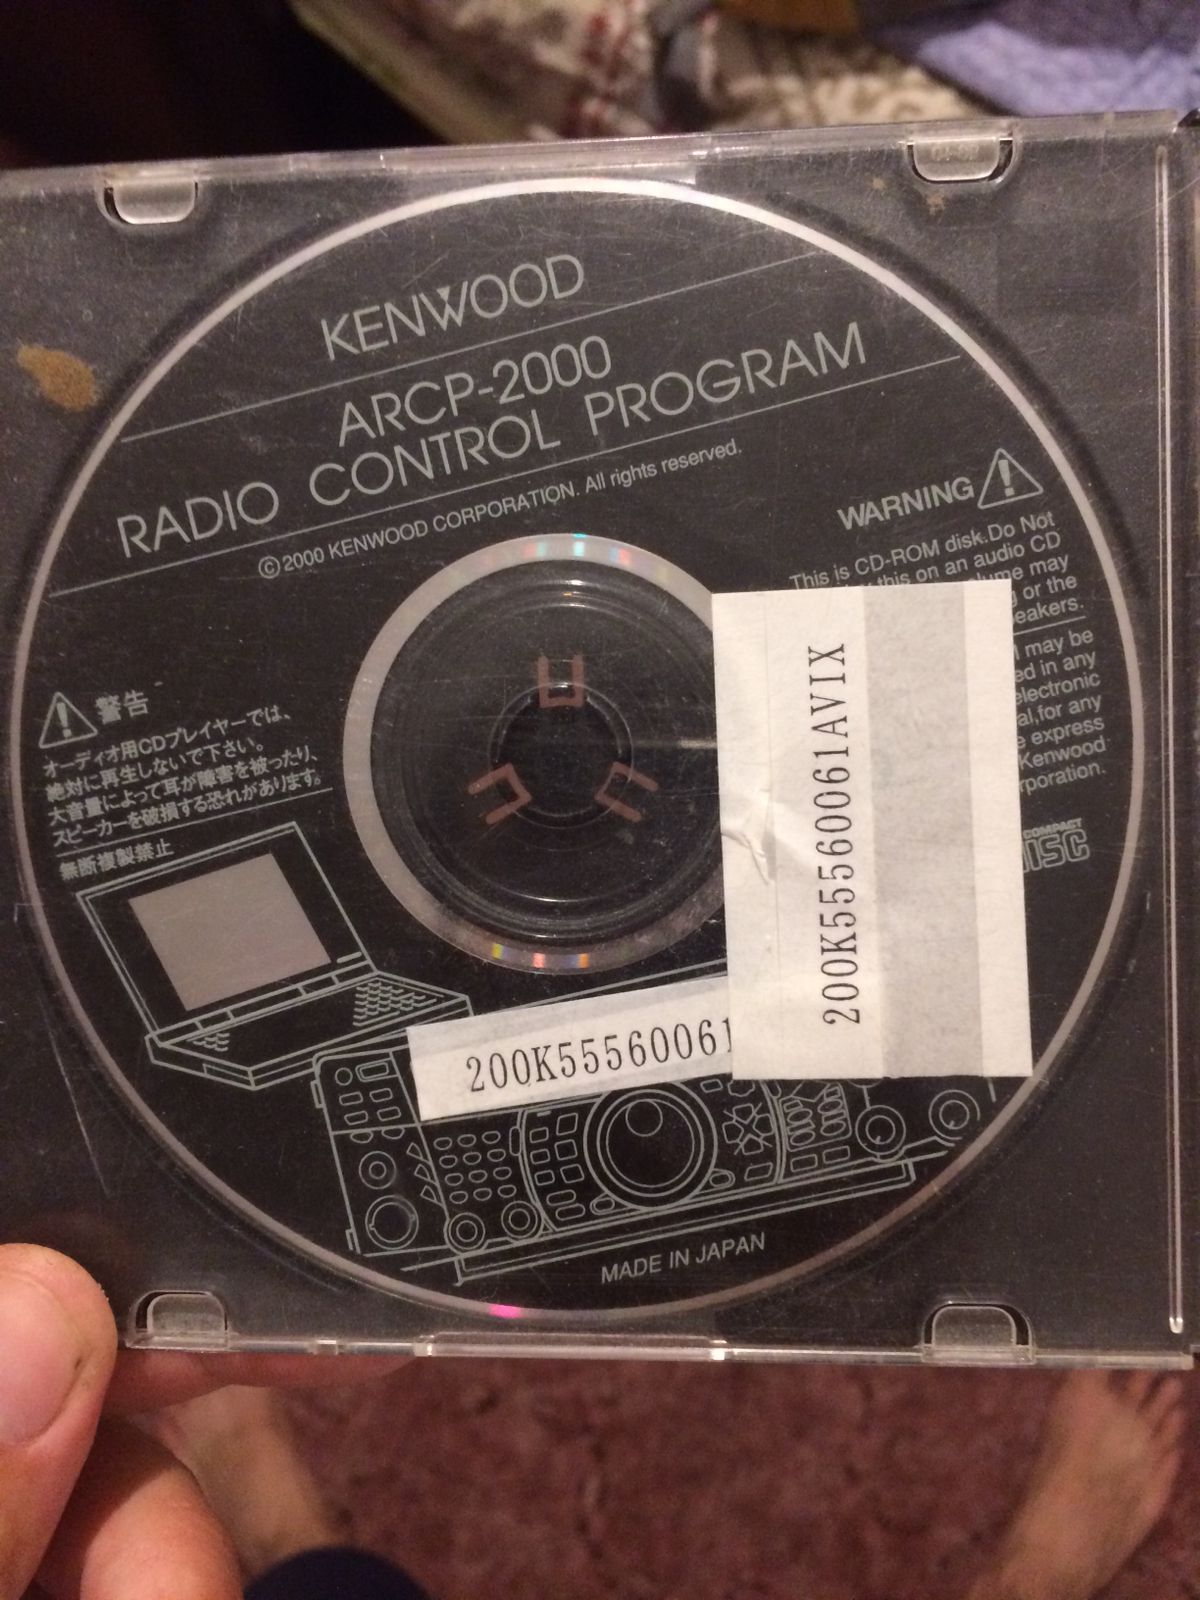 KENWOOD
ARCP-2000
RADIO CONTROL PROGRAM
©2000 KENWOOD CORPORATION. All rights reserved.
WARNING
This is CD-ROM disk.Do Not
this on an audio CD
may
or the
may be
in any
electronic
for any
express
Kenwood
COMPACT
DISC
警告
オーディオ用CDプレイヤーでは、
絶対に再生しないで下さい。
大音量によって耳が障害を被ったり、
スピーカーを破損する恐れがあります。
無断複製禁止
200K55560061AVIX
200K55560061
MADE IN JAPAN